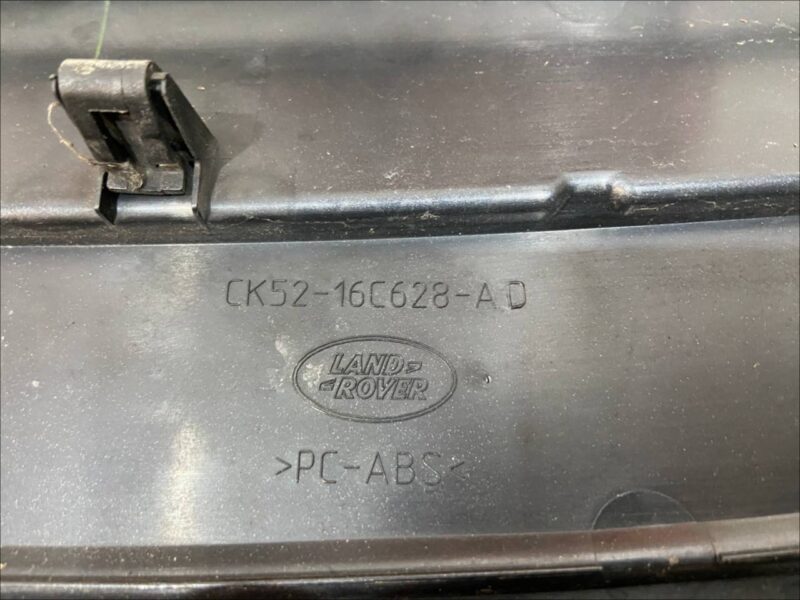 CK52-16C628-AD
LAND
ROVER
>PC-ABS<